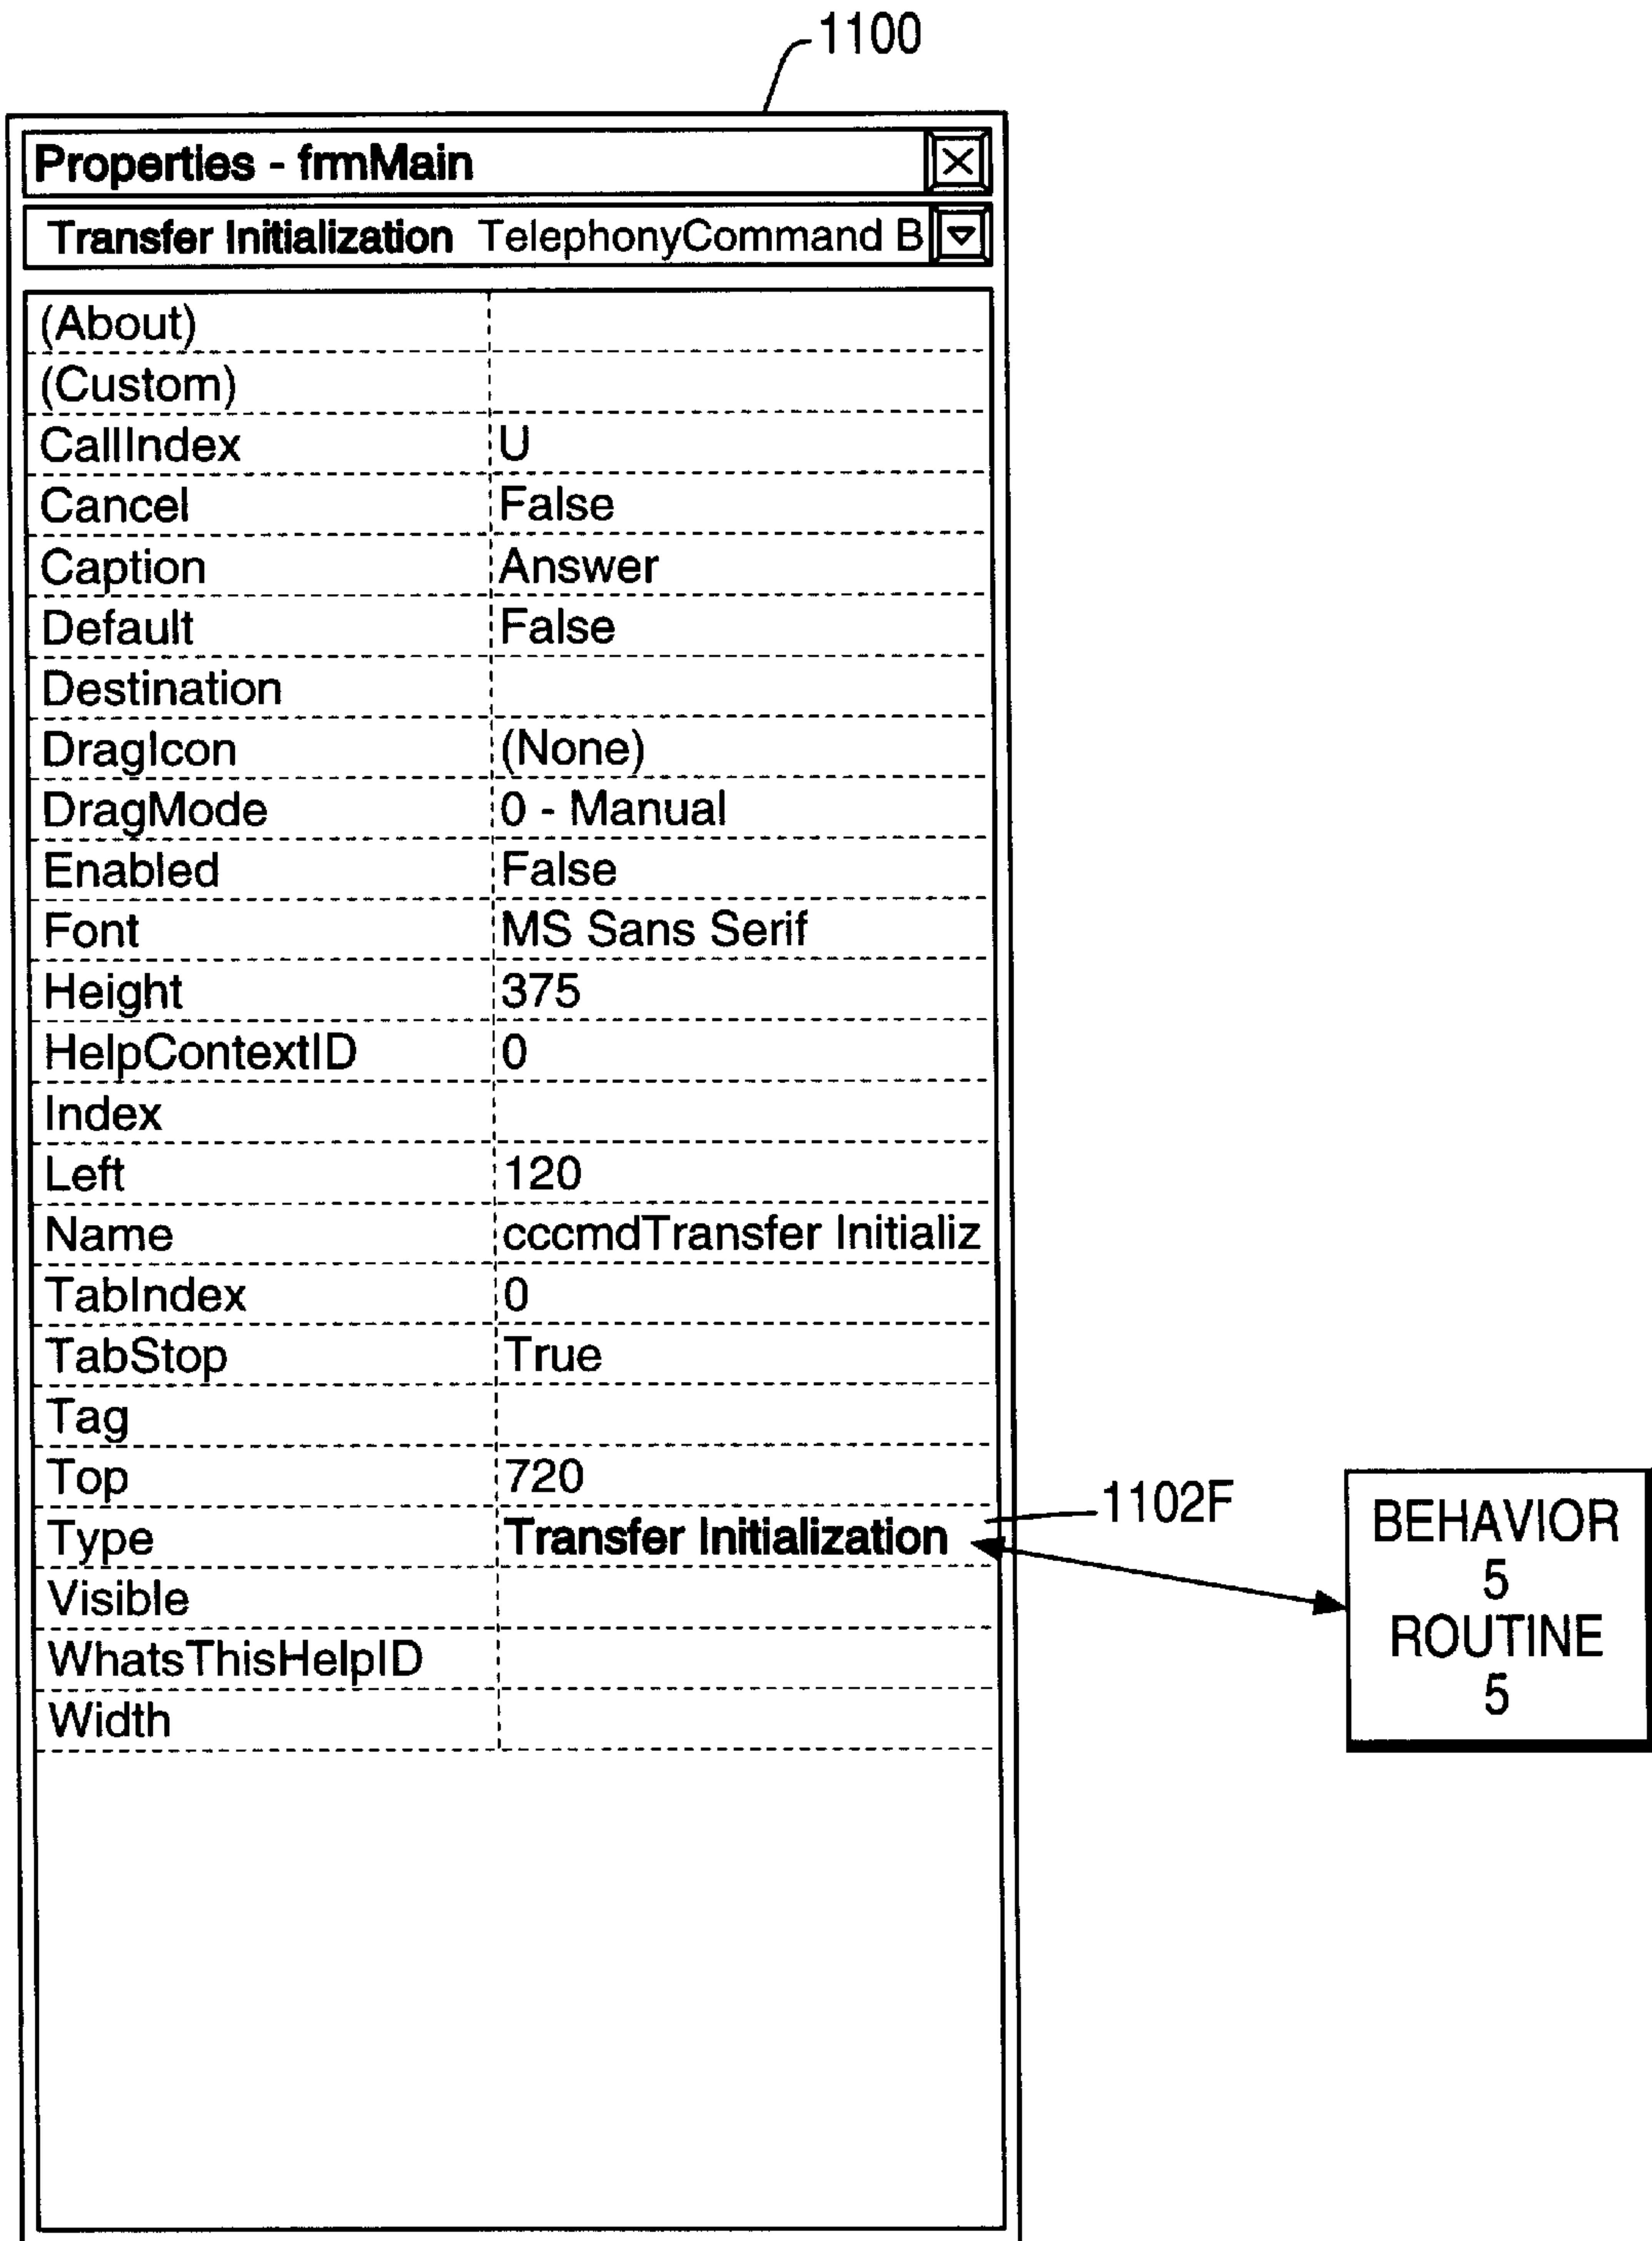 1100
Properties - frmMain
Transfer Initialization TelephonyCommand B
(About)
(Custom)
CallIndex U
Cancel False
Caption Answer
Default False
Destination
DragIcon (None)
DragMode 0 - Manual
Enabled False
Font MS Sans Serif
Height 375
HelpContextID 0
Index
Left 120
Name cccmdTransfer Initializ
TabIndex 0
TabStop True
Tag
Top 720
Type Transfer Initialization
Visible
WhatsThisHelpID
Width
1102F
BEHAVIOR
5
ROUTINE
5